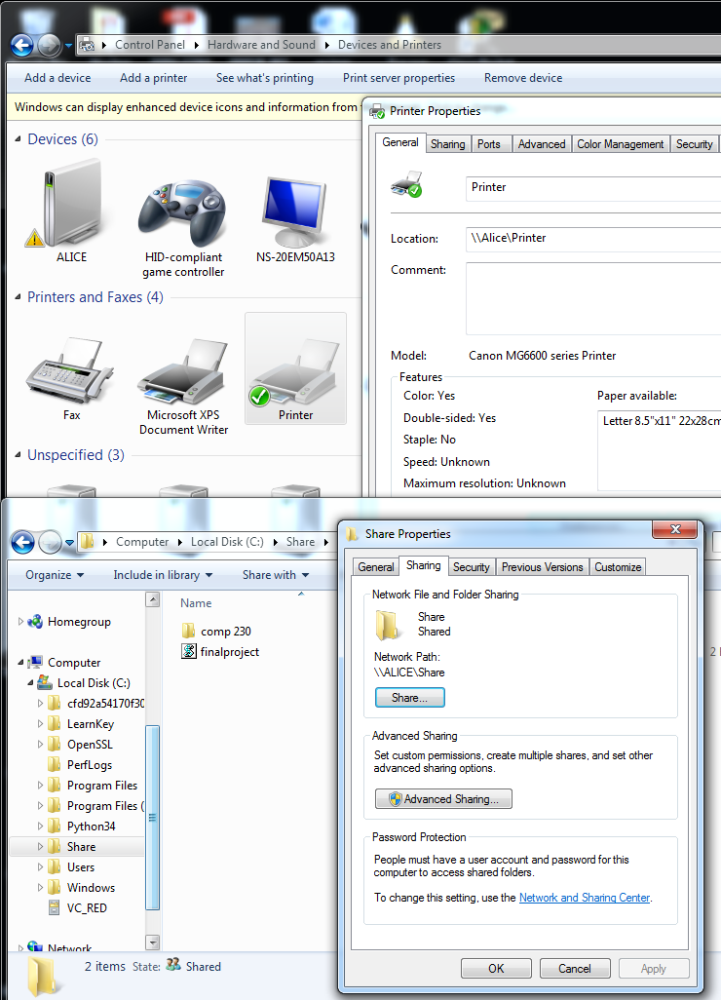 Control Panel Hardware and Sound Devices and Printers
Add a device Add a printer See what's printing Print server properties Remove device
Windows can display enhanced device icons and information from
Printer Properties
General Sharing Ports Advanced Color Management Security
Printer
Location: \\Alice\Printer
Comment:
Model: Canon MG6600 series Printer
Features
Color: Yes
Double-sided: Yes
Staple: No
Speed: Unknown
Maximum resolution: Unknown
Paper available:
Letter 8.5"x11" 22x28cm
Devices (6)
ALICE
HID-compliant
game controller
NS-20EM50A13
Printers and Faxes (4)
Fax
Microsoft XPS
Document Writer
Printer
Unspecified (3)
Computer Local Disk (C:) Share
Organize Include in library Share with
Homegroup
Computer
Local Disk (C:)
cfd92a54170f30
LearnKey
OpenSSL
PerfLogs
Program Files
Program Files (
Python34
Share
Users
Windows
VC_RED
Network
Name
comp 230
finalproject
2 items State: Shared
Share Properties
General Sharing Security Previous Versions Customize
Network File and Folder Sharing
Share
Shared
Network Path:
\\ALICE\Share
Share...
Advanced Sharing
Set custom permissions, create multiple shares, and set other
advanced sharing options.
Advanced Sharing...
Password Protection
People must have a user account and password for this
computer to access shared folders.
To change this setting, use the Network and Sharing Center.
OK Cancel Apply